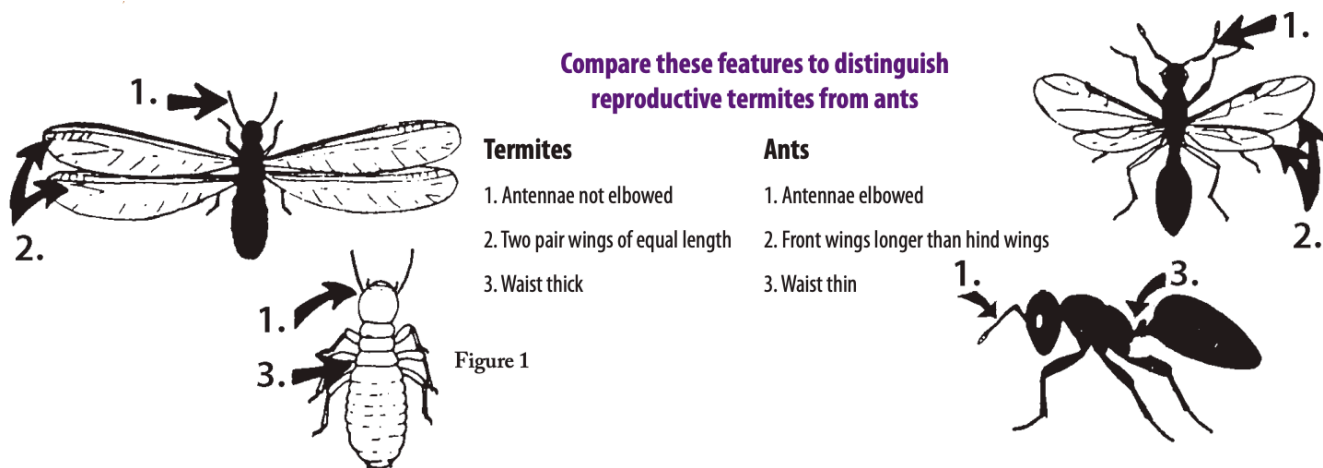 Compare these features to distinguish
reproductive termites from ants
1.
2.
Termites
1. Antennae not elbowed
2. Two pair wings of equal length
3. Waist thick
Ants
1. Antennae elbowed
2. Front wings longer than hind wings
3. Waist thin
1.
2.
1.
3.
Figure 1
1.
3.